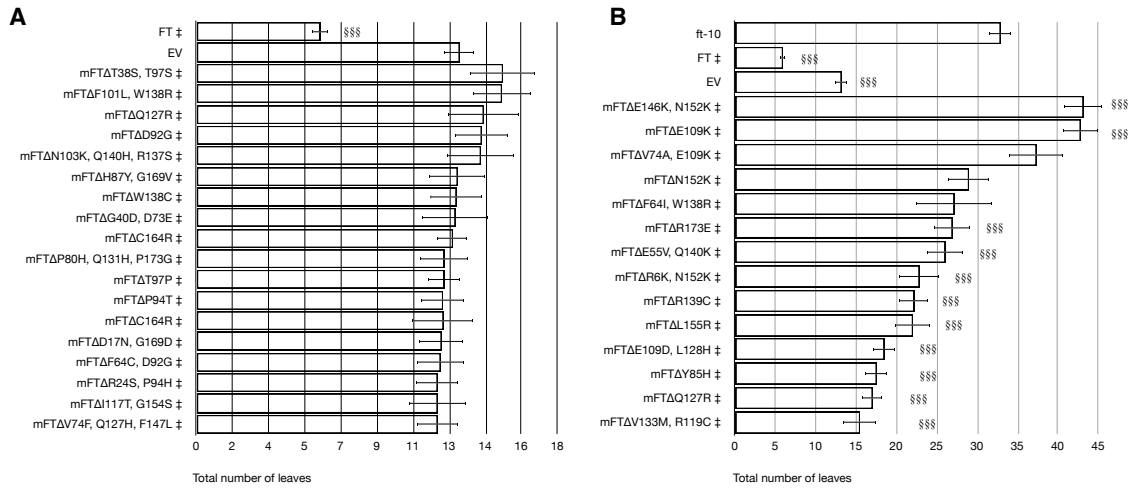 A
FT ‡ §§§
EV
mFTΔT38S, T97S ‡
mFTΔF101L, W138R ‡
mFTΔQ127R ‡
mFTΔD92G ‡
mFTΔN103K, Q140H, R137S ‡
mFTΔH87Y, G169V ‡
mFTΔW138C ‡
mFTΔG40D, D73E ‡
mFTΔC164R ‡
mFTΔP80H, Q131H, P173G ‡
mFTΔT97P ‡
mFTΔP94T ‡
mFTΔC164R ‡
mFTΔD17N, G169D ‡
mFTΔF64C, D92G ‡
mFTΔR24S, P94H ‡
mFTΔI117T, G154S ‡
mFTΔV74F, Q127H, F147L ‡
0 2 4 5 7 9 11 13 14 16 18
Total number of leaves
B
ft-10
FT ‡ §§§
EV §§§
mFTΔE146K, N152K ‡ §§§
mFTΔE109K ‡ §§§
mFTΔV74A, E109K ‡
mFTΔN152K ‡
mFTΔF64I, W138R ‡
mFTΔR173E ‡ §§§
mFTΔE55V, Q140K ‡ §§§
mFTΔR6K, N152K ‡ §§§
mFTΔR139C ‡ §§§
mFTΔL155R ‡ §§§
mFTΔE109D, L128H ‡ §§§
mFTΔY85H ‡ §§§
mFTΔQ127R ‡ §§§
mFTΔV133M, R119C ‡ §§§
0 5 10 15 20 25 30 35 40 45
Total number of leaves